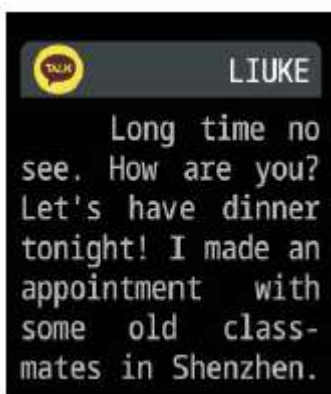 TALK
LIUKE
Long time no
see. How are you?
Let's have dinner
tonight! I made an
appointment with
some old class-
mates in Shenzhen.